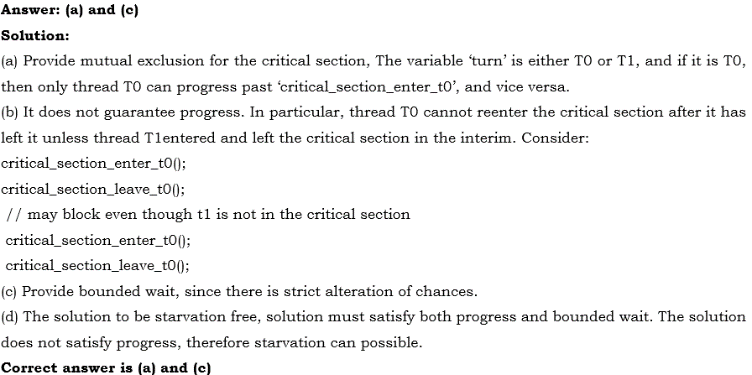 Answer: (a) and (c)
Solution:
(a) Provide mutual exclusion for the critical section, The variable ‘turn’ is either T0 or T1, and if it is T0,
then only thread T0 can progress past ‘critical_section_enter_t0’, and vice versa.
(b) It does not guarantee progress. In particular, thread T0 cannot reenter the critical section after it has
left it unless thread T1entered and left the critical section in the interim. Consider:
critical_section_enter_t0();
critical_section_leave_t0();
// may block even though t1 is not in the critical section
critical_section_enter_t0();
critical_section_leave_t0();
(c) Provide bounded wait, since there is strict alteration of chances.
(d) The solution to be starvation free, solution must satisfy both progress and bounded wait. The solution
does not satisfy progress, therefore starvation can possible.
Correct answer is (a) and (c)